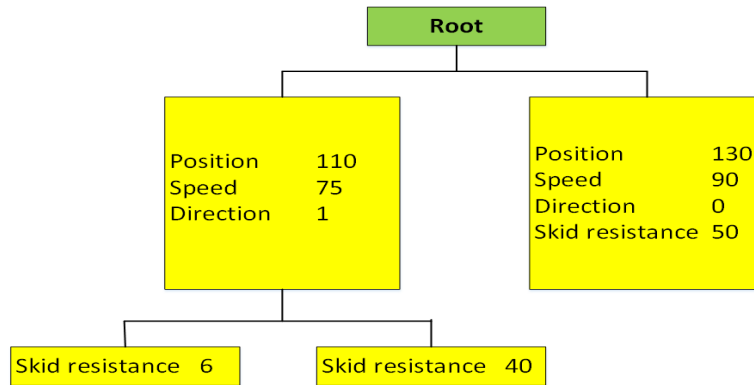 Root
Position 110
Speed 75
Direction 1
Position 130
Speed 90
Direction 0
Skid resistance 50
Skid resistance 6
Skid resistance 40